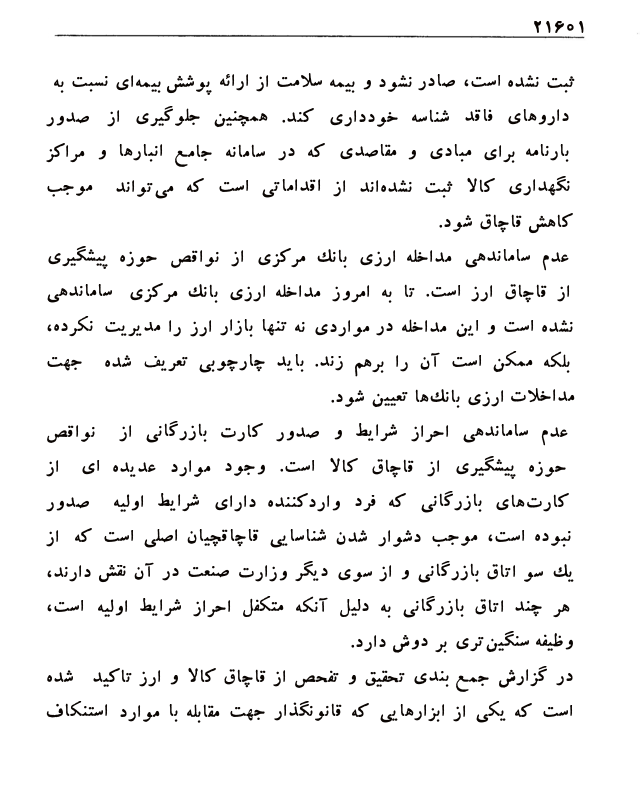 ۲۱۶۰۱
ثبت نشده است، صادر نشود و بیمه سلامت از ارائه پوشش بیمه‌ای نسبت به
داروهای فاقد شناسه خودداری کند. همچنین جلوگیری از صدور
بارنامه برای مبادی و مقاصدی که در سامانه جامع انبارها و مراکز
نگهداری کالا ثبت نشده‌اند از اقداماتی است که می‌تواند موجب
کاهش قاچاق شود.
عدم ساماندهی مداخله ارزی بانك مرکزی از نواقص حوزه پیشگیری
از قاچاق ارز است. تا به امروز مداخله ارزی بانك مرکزی ساماندهی
نشده است و این مداخله در مواردی نه تنها بازار ارز را مدیریت نکرده،
بلکه ممکن است آن را برهم زند. باید چارچوبی تعریف شده جهت
مداخلات ارزی بانك‌ها تعیین شود.
عدم ساماندهی احراز شرایط و صدور کارت بازرگانی از نواقص
حوزه پیشگیری از قاچاق کالا است. وجود موارد عدیده ای از
کارت‌های بازرگانی که فرد واردکننده دارای شرایط اولیه صدور
نبوده است، موجب دشوار شدن شناسایی قاچاقچیان اصلی است که از
يك سو اتاق بازرگانی و از سوی دیگر وزارت صنعت در آن نقش دارند،
هر چند اتاق بازرگانی به دلیل آنکه متکفل احراز شرایط اولیه است،
وظیفه سنگین‌تری بر دوش دارد.
در گزارش جمع بندی تحقیق و تفحص از قاچاق کالا و ارز تاکید شده
است که یکی از ابزارهایی که قانونگذار جهت مقابله با موارد استنکاف